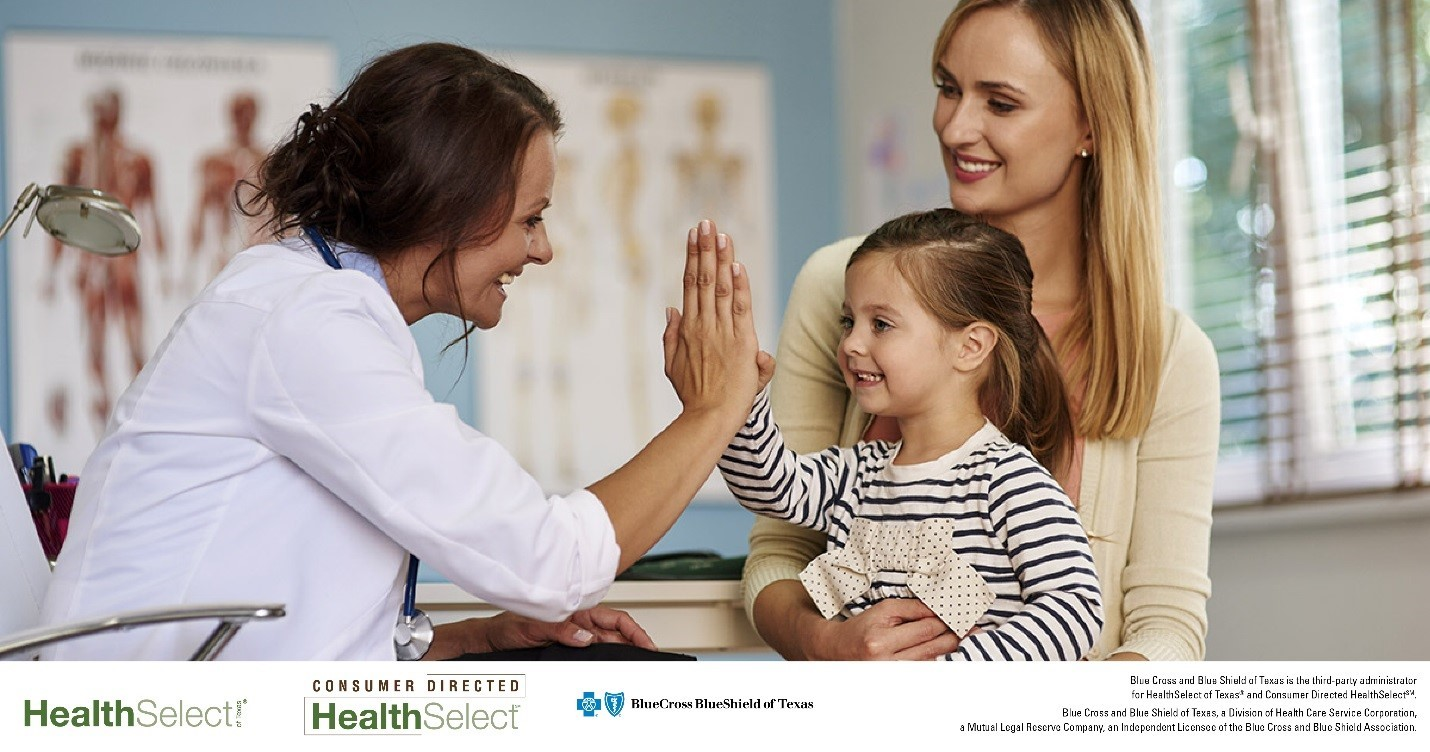 HealthSelect
of Texas®
CONSUMER DIRECTED
HealthSelect℠
BlueCross BlueShield of Texas
Blue Cross and Blue Shield of Texas is the third-party administrator
for HealthSelect of Texas® and Consumer Directed HealthSelect℠.
Blue Cross and Blue Shield of Texas, a Division of Health Care Service Corporation,
a Mutual Legal Reserve Company, an Independent Licensee of the Blue Cross and Blue Shield Association.